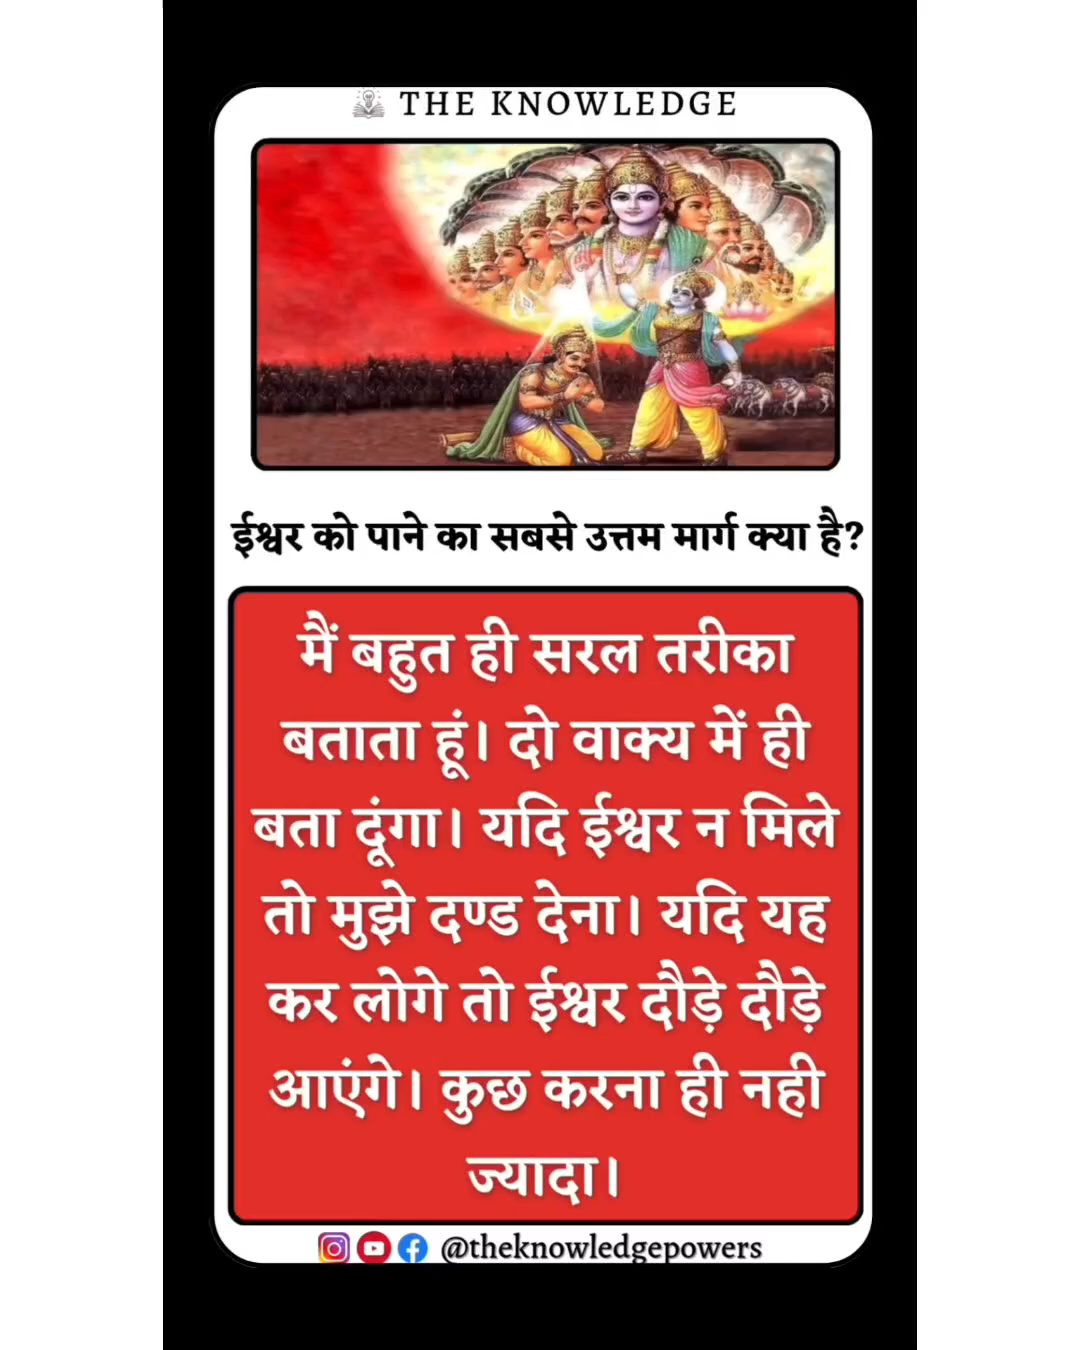 THE KNOWLEDGE
ईश्वर को पाने का सबसे उत्तम मार्ग क्या है?
मैं बहुत ही सरल तरीका
बताता हूं। दो वाक्य में ही
बता दूंगा। यदि ईश्वर न मिले
तो मुझे दण्ड देना। यदि यह
कर लोगे तो ईश्वर दौड़े दौड़े
आएंगे। कुछ करना ही नही
ज्यादा।
@theknowledgepowers